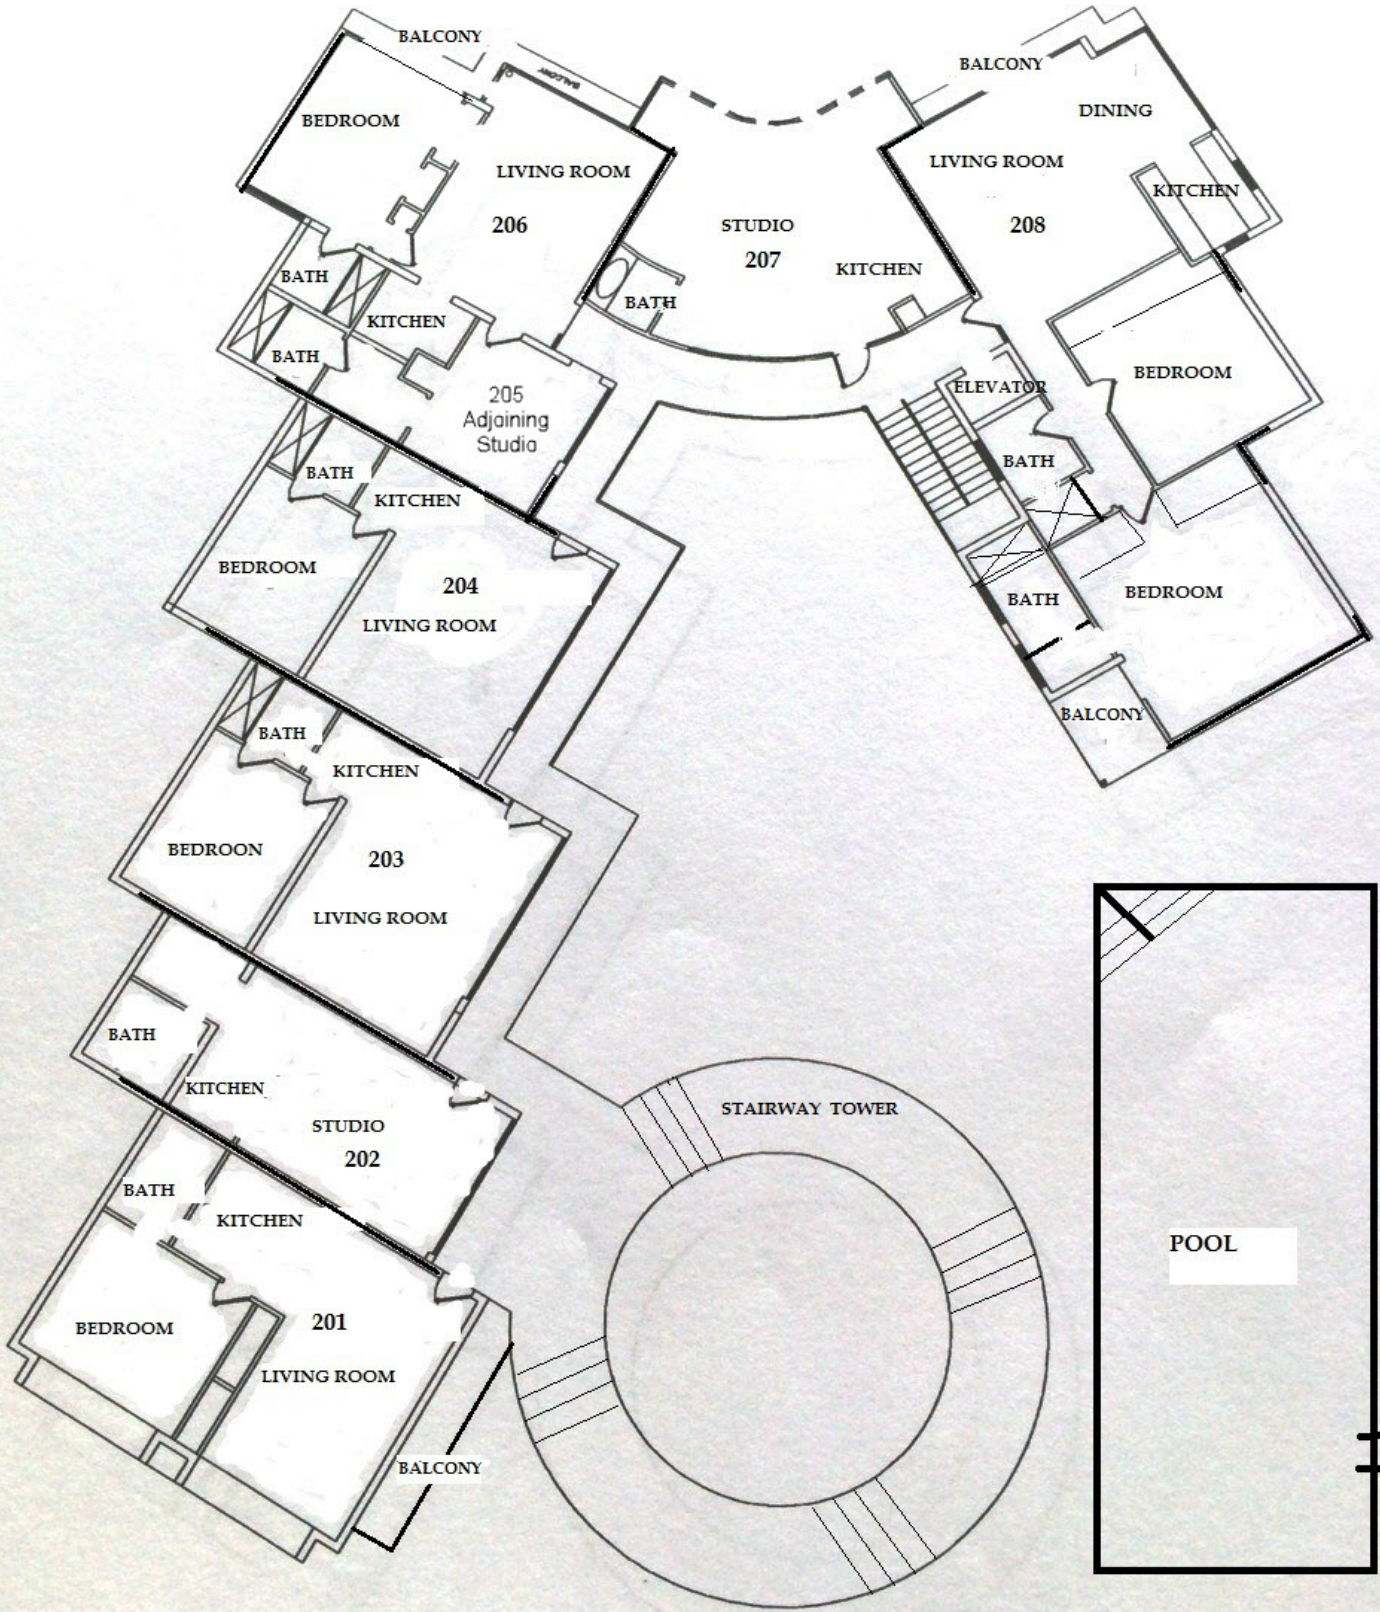 BALCONY
BALCONY
BALCONY
BEDROOM
LIVING ROOM
206
BATH
KITCHEN
BATH
205
Adjoining
Studio
STUDIO
207
KITCHEN
BATH
DINING
LIVING ROOM
208
KITCHEN
BEDROOM
ELEVATOR
BATH
BEDROOM
BATH
BALCONY
BATH
KITCHEN
BEDROOM
204
LIVING ROOM
BATH
KITCHEN
BEDROON
203
LIVING ROOM
BATH
KITCHEN
STUDIO
202
BATH
KITCHEN
BEDROOM
201
LIVING ROOM
BALCONY
STAIRWAY TOWER
POOL